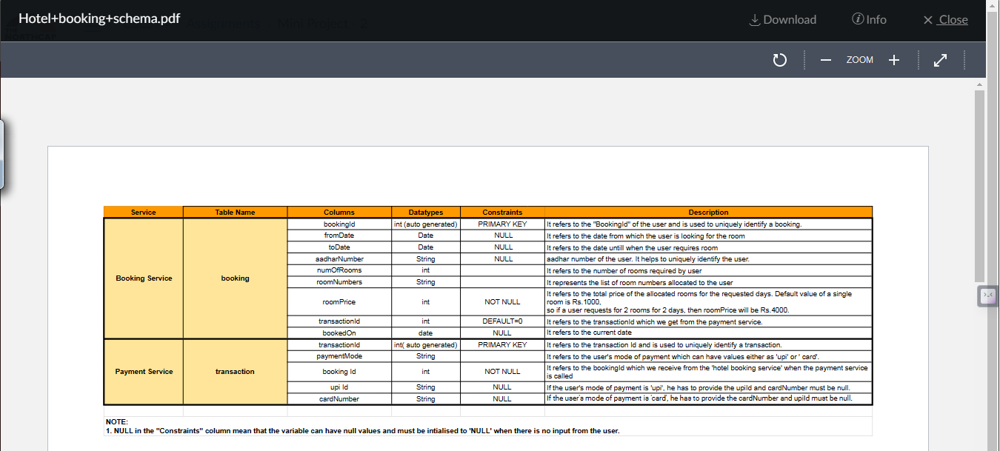 Hotel+booking+schema.pdf
Download Info Close
ZOOM
Service Table Name Columns Datatypes Constraints Description
Booking Service booking
bookingId int (auto generated) PRIMARY KEY It refers to the "BookingId" of the user and is used to uniquely identify a booking.
fromDate Date NULL It refers to the date from which the user is looking for the room
toDate Date NULL It refers to the date untill when the user requires room
aadharNumber String NULL aadhar number of the user. It helps to uniquely identify the user.
numOfRooms int It refers to the number of rooms required by user
roomNumbers String It represents the list of room numbers allocated to the user
roomPrice int NOT NULL It refers to the total price of the allocated rooms for the requested days. Default value of a single
room is Rs.1000,
so if a user requests for 2 rooms for 2 days, then roomPrice will be Rs.4000.
transactionId int DEFAULT=0 It refers to the transactionId which we get from the payment service.
bookedOn date NULL It refers to the current date
Payment Service transaction
transactionId int( auto generated) PRIMARY KEY It refers to the transaction Id and is used to uniquely identify a transaction.
paymentMode String It refers to the user's mode of payment which can have values either as 'upi' or ' card'.
booking Id int NOT NULL It refers to the bookingId which we receive from the 'hotel booking service' when the payment service
is called
upi Id String NULL If the user's mode of payment is 'upi', he has to provide the upiId and cardNumber must be null.
cardNumber String NULL If the user's mode of payment is 'card', he has to provide the cardNumber and upiId must be null.
NOTE:
1. NULL in the "Constraints" column mean that the variable can have null values and must be intialised to 'NULL' when there is no input from the user.